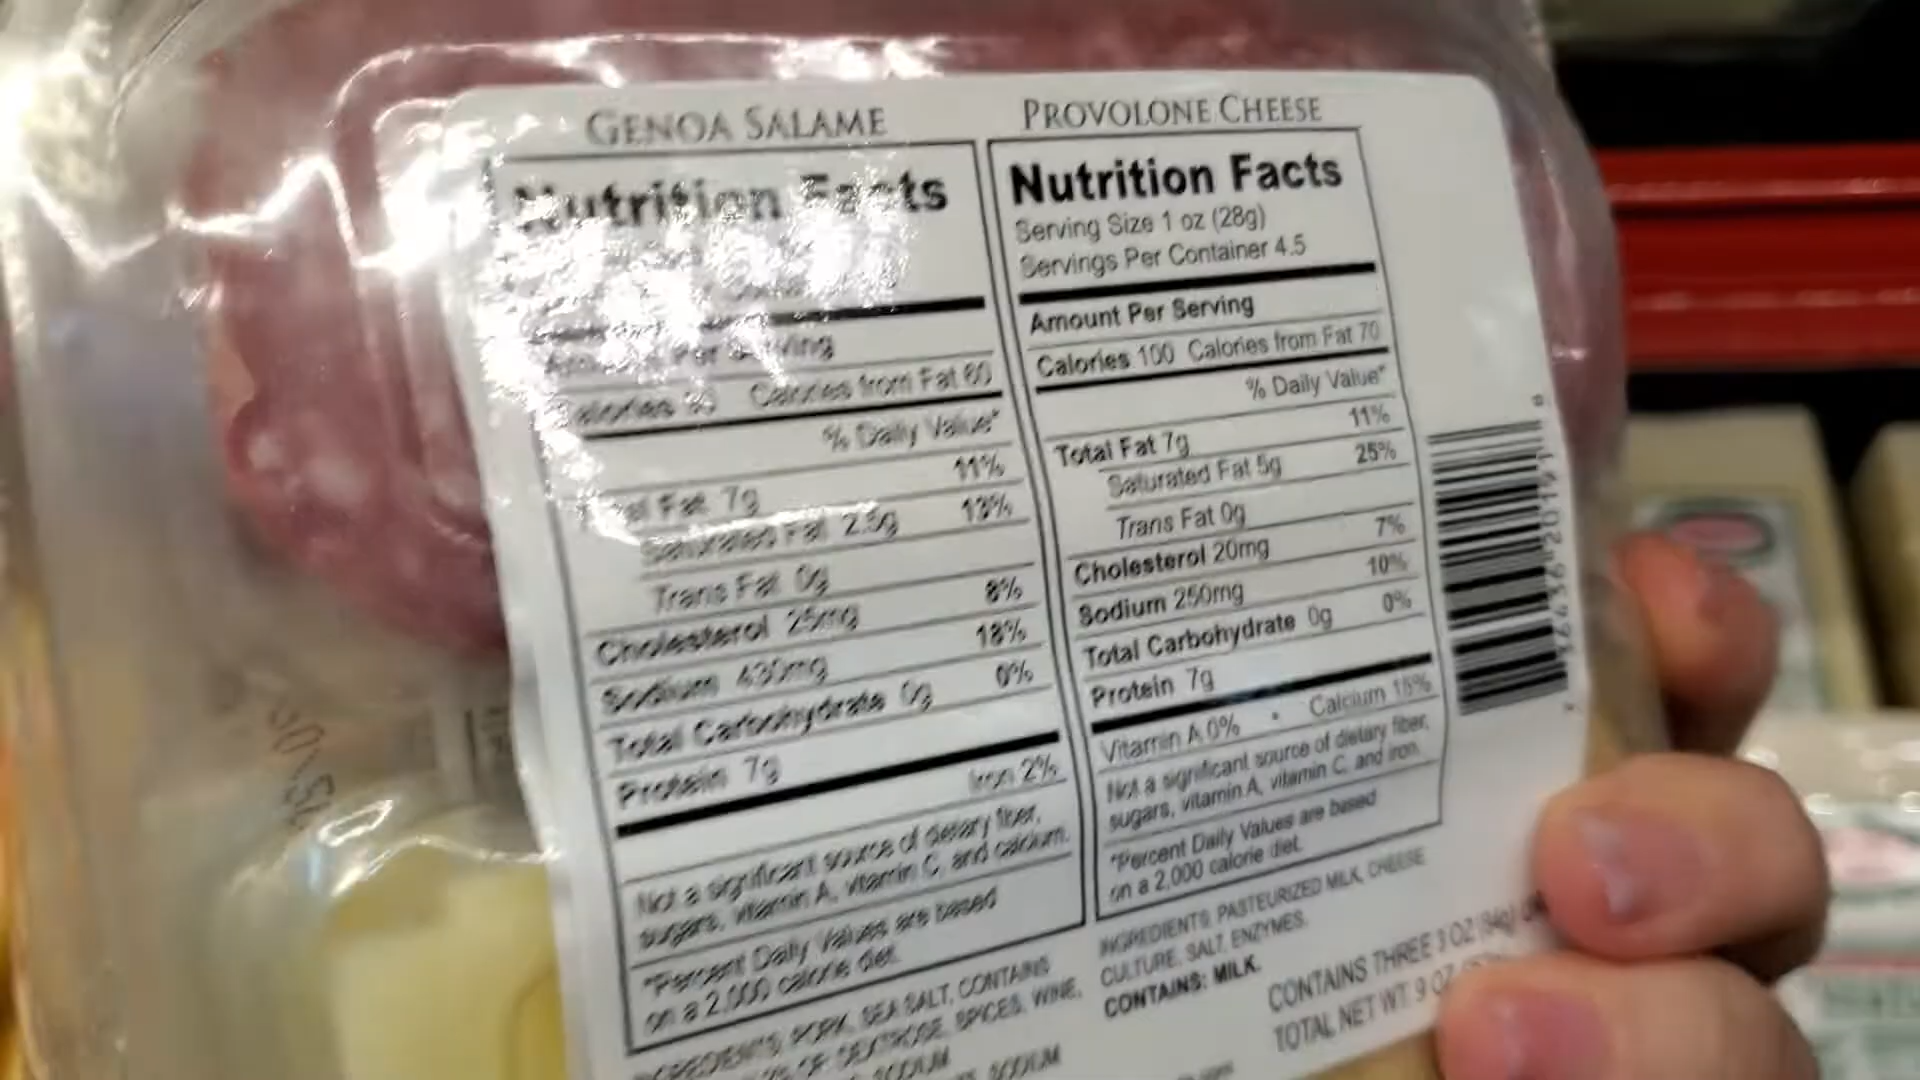 GENOA SALAME
Nutrition Facts
Amount Per Serving
Calories Calories from Fat 60
% Daily Value*
Total Fat 7g 11%
Saturated Fat 2.5g 13%
Trans Fat 0g
Cholesterol 25mg 8%
Sodium 430mg 18%
Total Carbohydrate 0g 0%
Protein 7g
Iron 2%
Not a significant source of dietary fiber,
sugars, vitamin A, vitamin C, and calcium.
*Percent Daily Values are based
on a 2,000 calorie diet.
INGREDIENTS: PORK, SEA SALT, CONTAINS
OF DEXTROSE, SPICES, WINE,
SODIUM
SODIUM
PROVOLONE CHEESE
Nutrition Facts
Serving Size 1 oz (28g)
Servings Per Container 4.5
Amount Per Serving
Calories 100 Calories from Fat 70
% Daily Value*
Total Fat 7g 11%
Saturated Fat 5g 25%
Trans Fat 0g
Cholesterol 20mg 7%
Sodium 250mg 10%
Total Carbohydrate 0g 0%
Protein 7g
Vitamin A 0% • Calcium 15%
Not a significant source of dietary fiber,
sugars, vitamin A, vitamin C, and iron.
*Percent Daily Values are based
on a 2,000 calorie diet.
INGREDIENTS: PASTEURIZED MILK, CHEESE
CULTURE, SALT, ENZYMES.
CONTAINS: MILK.
CONTAINS THREE 3 OZ (84g)
TOTAL NET WT 9 OZ